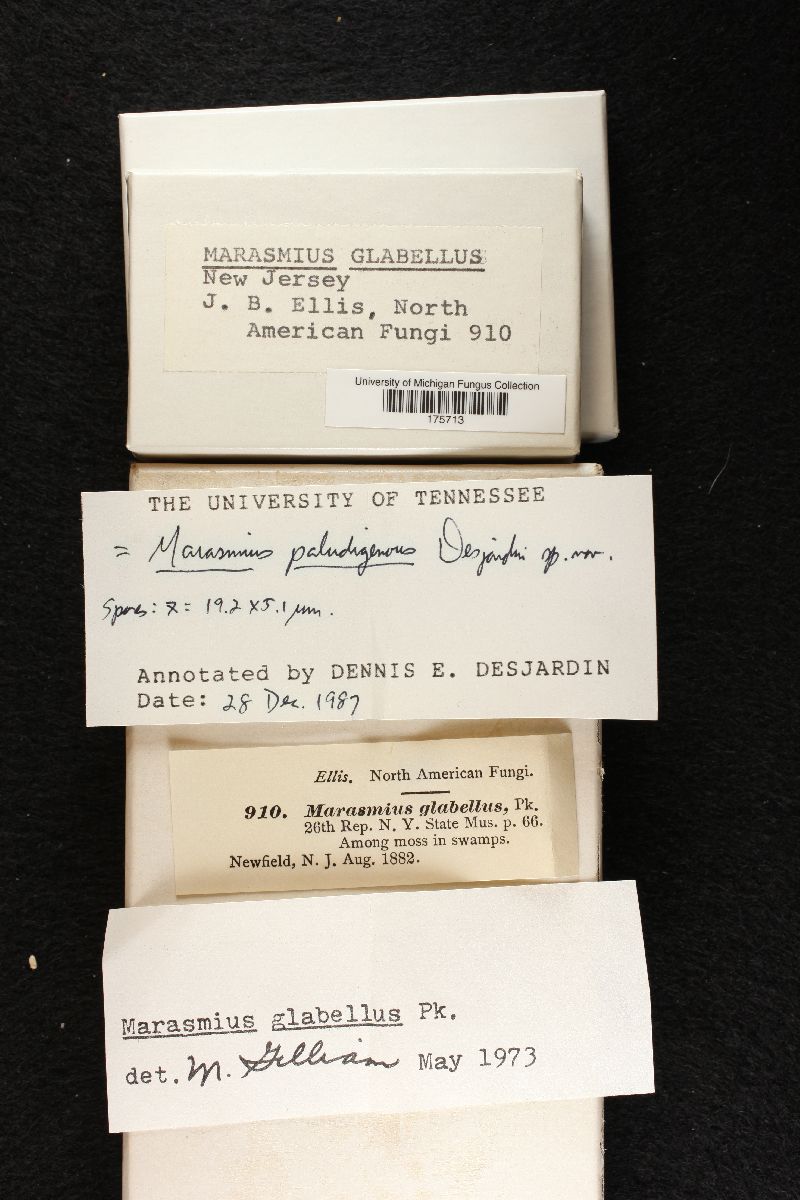 MARASMIUS GLABELLUS
New Jersey
J. B. Ellis, North
American Fungi 910
University of Michigan Fungus Collection
175713
THE UNIVERSITY OF TENNESSEE
= Marasmius paludigenous Desjardin sp. nov.
Spores: x̄ = 19.2 x 5.1 µm.
Annotated by DENNIS E. DESJARDIN
Date: 28 Dec. 1987
Ellis. North American Fungi.
910. Marasmius glabellus, Pk.
26th Rep. N. Y. State Mus. p. 66.
Among moss in swamps.
Newfield, N. J. Aug. 1882.
Marasmius glabellus Pk.
det. M. Gilliam May 1973